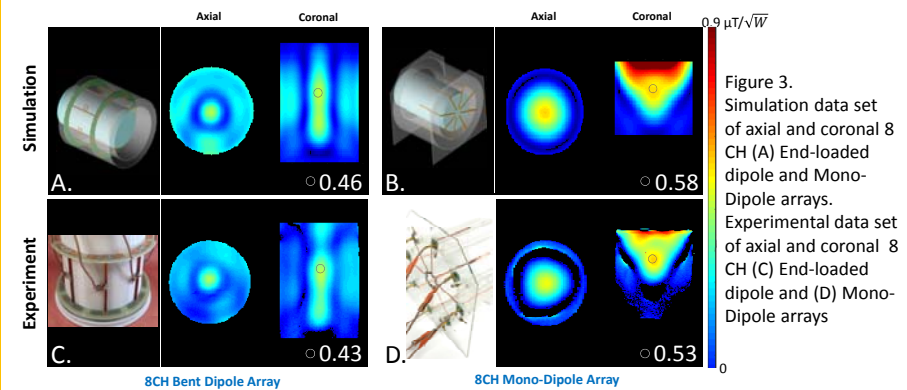 Axial
Coronal
Axial
Coronal
0.9 µT/√W
Simulation
A.
0.46
B.
0.58
Figure 3.
Simulation data set
of axial and coronal 8
CH (A) End-loaded
dipole and Mono-
Dipole arrays.
Experimental data set
of axial and coronal 8
CH (C) End-loaded
dipole and (D) Mono-
Dipole arrays
Experiment
C.
0.43
D.
0.53
0
8CH Bent Dipole Array
8CH Mono-Dipole Array